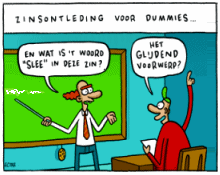 ZINSONTLEDING VOOR DUMMIES...
EN WAT IS 'T WOORD
"SLEE" IN DEZE ZIN?
HET
GLIJDEND
VOORWERP?